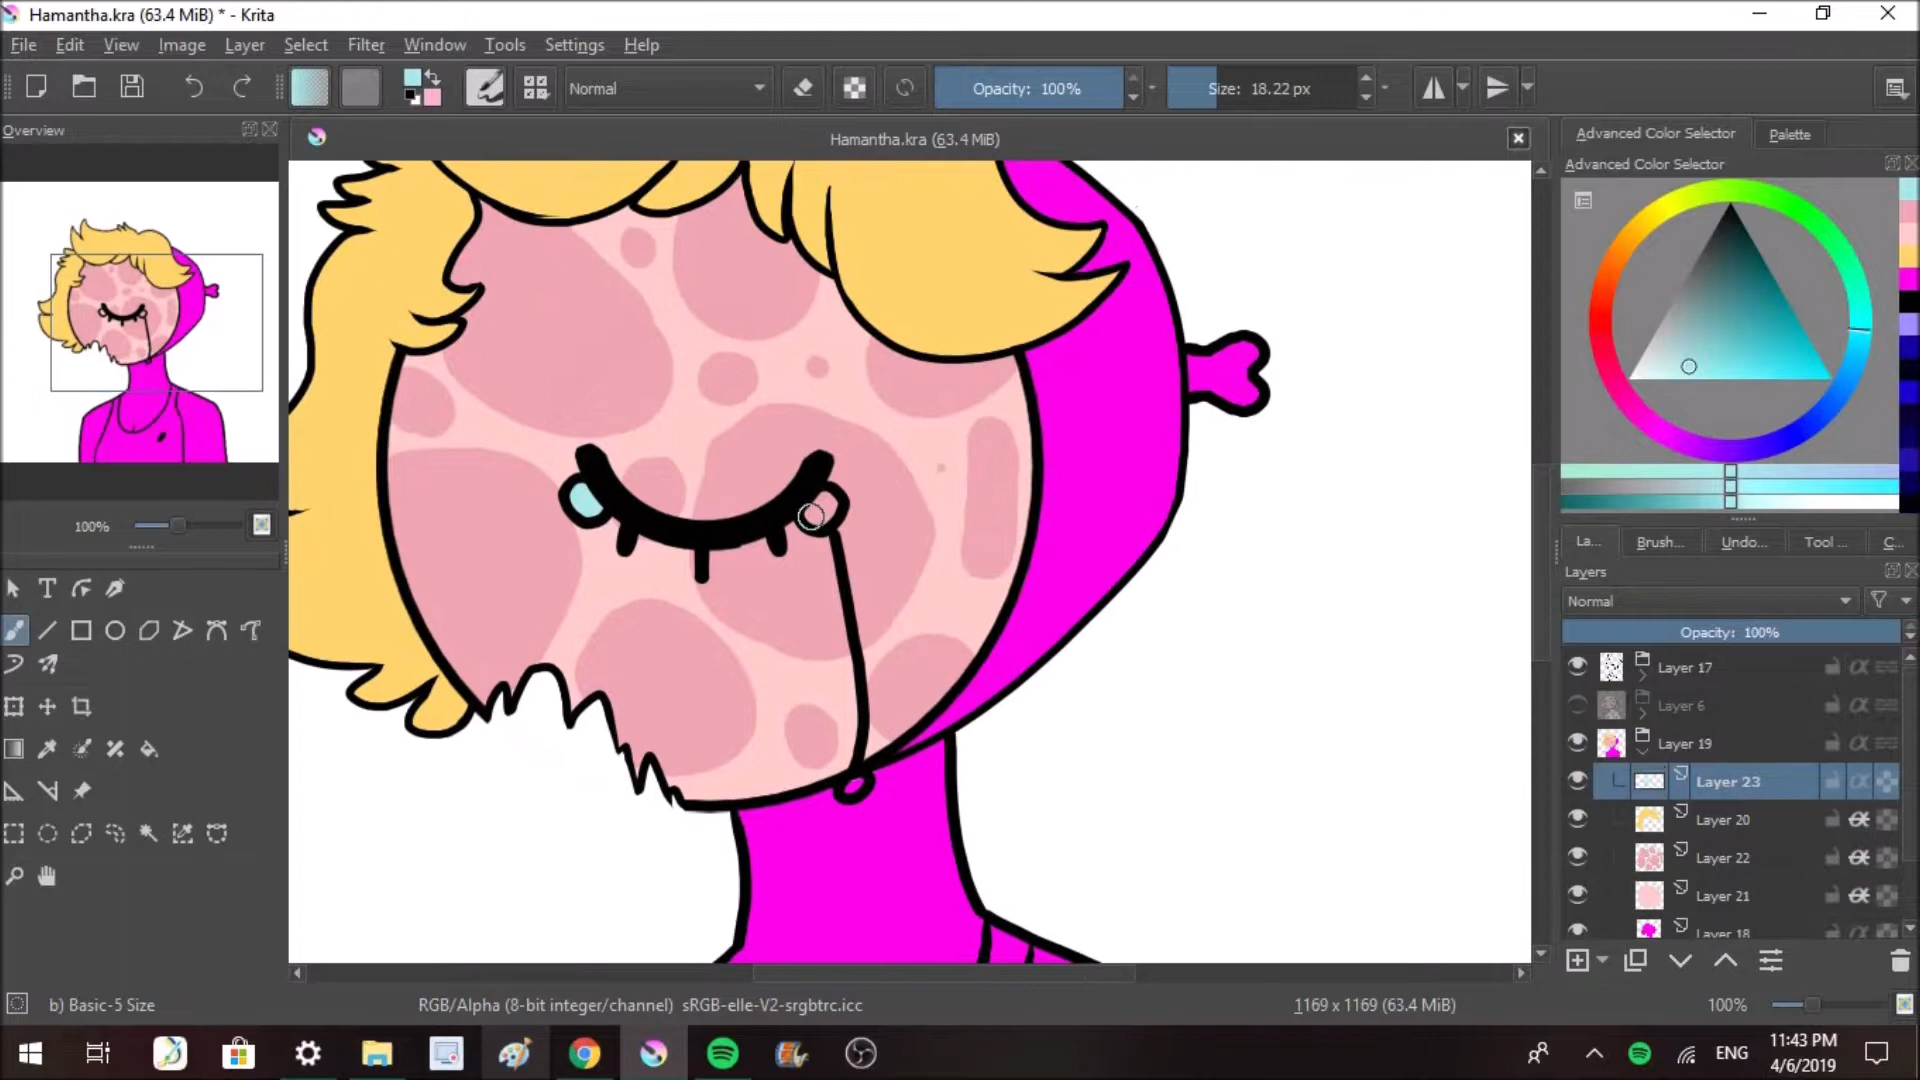 Hamantha.kra (63.4 MiB) * - Krita
File Edit View Image Layer Select Filter Window Tools Settings Help
Normal
Opacity: 100%
Size: 18.22 px
Overview
Hamantha.kra (63.4 MiB)
Advanced Color Selector
Palette
Advanced Color Selector
100%
La...
Brush...
Undo...
Tool ...
C...
Layers
Normal
Opacity: 100%
Layer 17
Layer 6
Layer 19
Layer 23
Layer 20
Layer 22
Layer 21
Layer 18
b) Basic-5 Size
RGB/Alpha (8-bit integer/channel) sRGB-elle-V2-srgbtrc.icc
1169 x 1169 (63.4 MiB)
100%
ENG
11:43 PM
4/6/2019